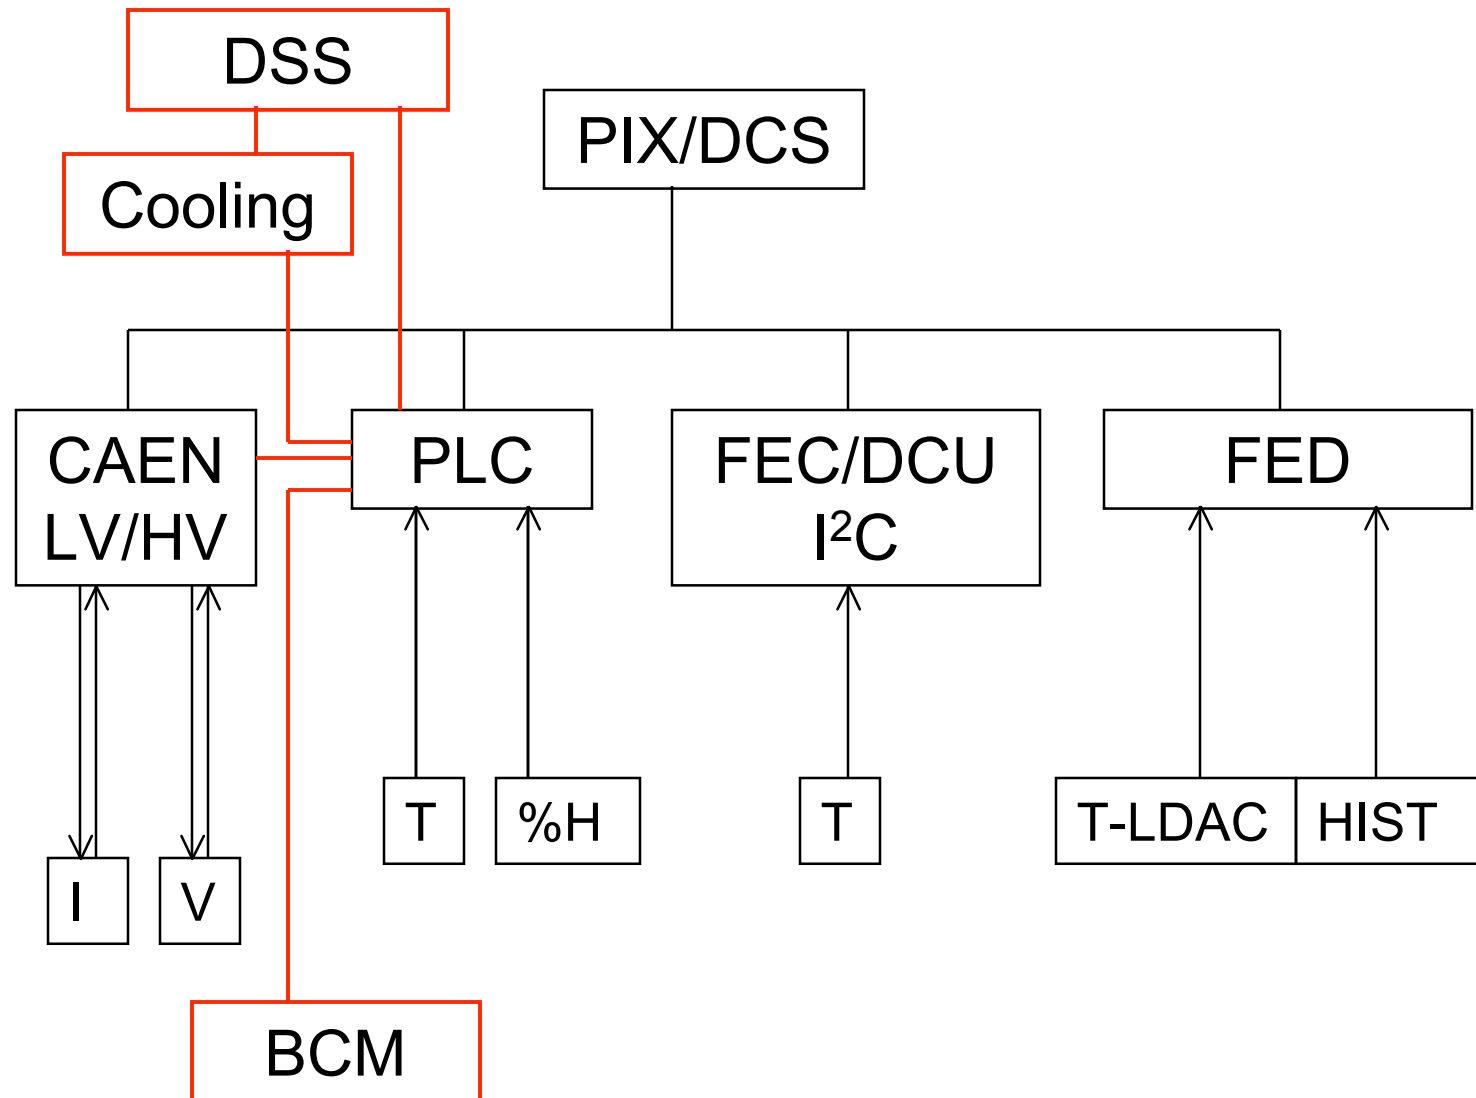 DSS
PIX/DCS
Cooling
CAEN
LV/HV
PLC
FEC/DCU
I²C
FED
T
%H
T
T-LDAC
HIST
I
V
BCM